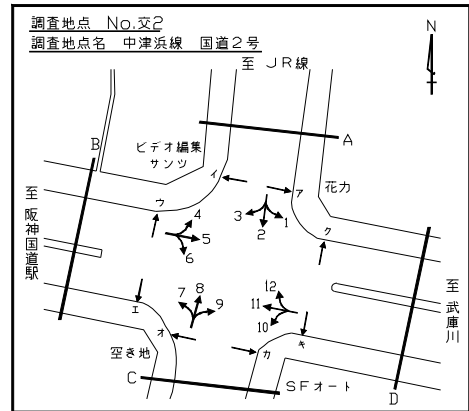 調査地点 No.交2
調査地点名 中津浜線 国道2号
至 JR線
N
A
B
ビデオ編集
サンツ
花力
イ
ア
ウ
ク
3
1
2
4
5
6
至 阪神国道駅
至 武庫川
7
8
9
12
11
10
エ
オ
カ
キ
空き地
C
SFオート
D